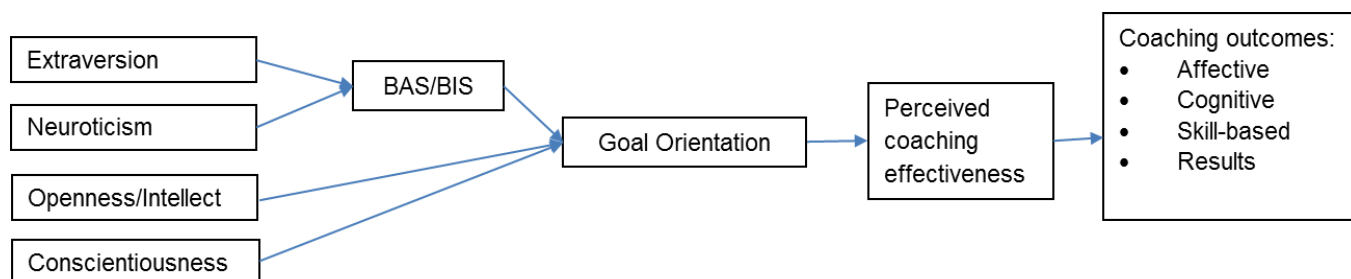 Extraversion
Neuroticism
Openness/Intellect
Conscientiousness
BAS/BIS
Goal Orientation
Perceived
coaching
effectiveness
Coaching outcomes:
• Affective
• Cognitive
• Skill-based
• Results